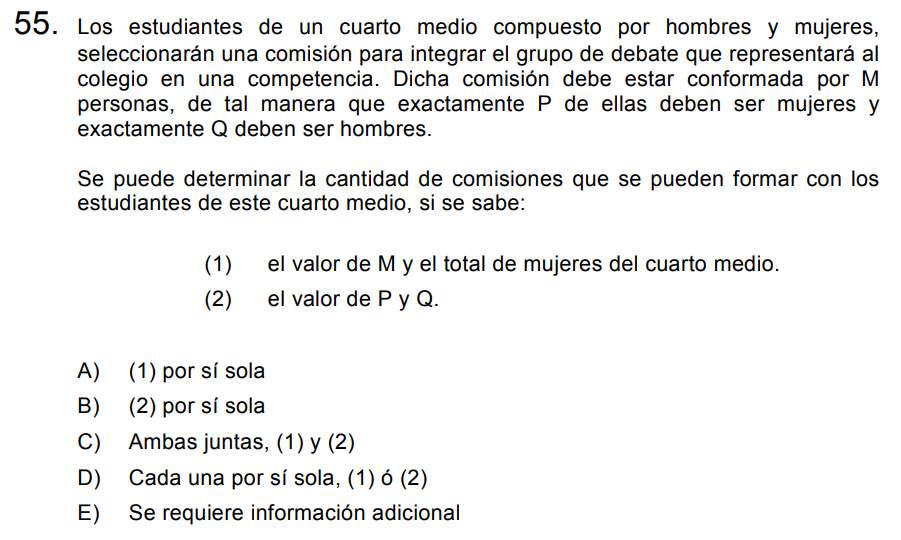 55. Los estudiantes de un cuarto medio compuesto por hombres y mujeres,
seleccionarán una comisión para integrar el grupo de debate que representará al
colegio en una competencia. Dicha comisión debe estar conformada por M
personas, de tal manera que exactamente P de ellas deben ser mujeres y
exactamente Q deben ser hombres.
Se puede determinar la cantidad de comisiones que se pueden formar con los
estudiantes de este cuarto medio, si se sabe:
(1) el valor de M y el total de mujeres del cuarto medio.
(2) el valor de P y Q.
A) (1) por sí sola
B) (2) por sí sola
C) Ambas juntas, (1) y (2)
D) Cada una por sí sola, (1) ó (2)
E) Se requiere información adicional